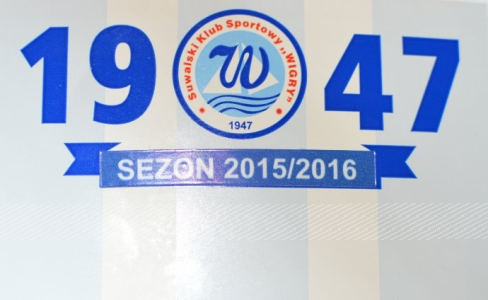 19 47
Suwalski Klub Sportowy „WIGRY”
W
1947
SEZON 2015/2016